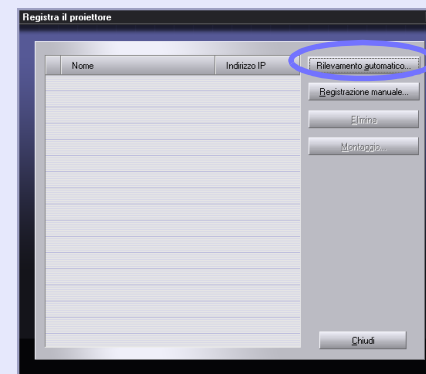 Registra il proiettore
Nome Indirizzo IP
Rilevamento automatico...
Registrazione manuale...
Elimina
Montaggio...
Chiudi